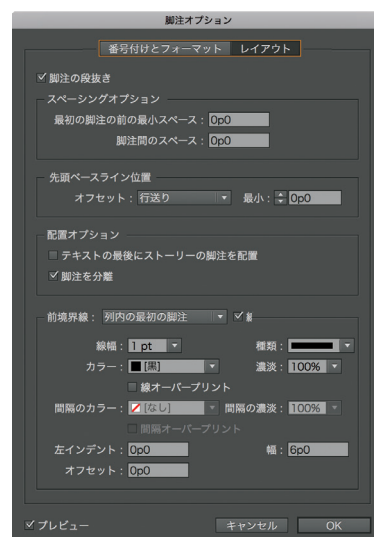 脚注オプション
番号付けとフォーマット レイアウト
脚注の段抜き
スペーシングオプション
最初の脚注の前の最小スペース : 0p0
脚注間のスペース : 0p0
先頭ベースライン位置
オフセット : 行送り 最小 : 0p0
配置オプション
テキストの最後にストーリーの脚注を配置
脚注を分離
前境界線 : 列内の最初の脚注
線幅 : 1 pt 種類 :
カラー : [黒] 濃淡 : 100%
線オーバープリント
間隔のカラー : [なし] 間隔の濃淡 : 100%
間隔オーバープリント
左インデント : 0p0 幅 : 6p0
オフセット : 0p0
プレビュー キャンセル OK